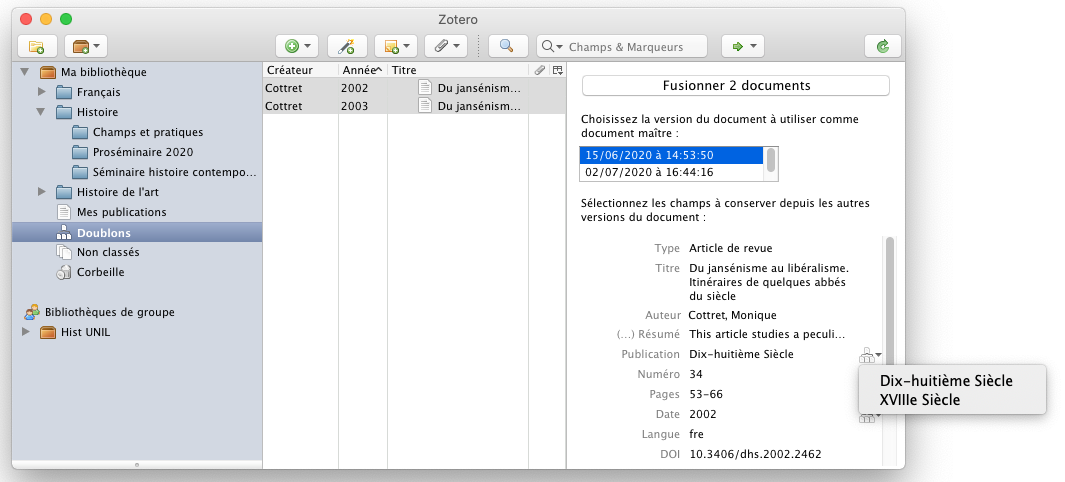 Zotero
Champs & Marqueurs
Ma bibliothèque
Français
Histoire
Champs et pratiques
Proséminaire 2020
Séminaire histoire contempo...
Histoire de l'art
Mes publications
Doublons
Non classés
Corbeille
Bibliothèques de groupe
Hist UNIL
Créateur Année Titre
Cottret 2002 Du jansénism...
Cottret 2003 Du jansénism...
Fusionner 2 documents
Choisissez la version du document à utiliser comme
document maître :
15/06/2020 à 14:53:50
02/07/2020 à 16:44:16
Sélectionnez les champs à conserver depuis les autres
versions du document :
Type Article de revue
Titre Du jansénisme au libéralisme.
Itinéraires de quelques abbés
du siècle
Auteur Cottret, Monique
(...) Résumé This article studies a peculi...
Publication Dix-huitième Siècle
Numéro 34
Pages 53-66
Date 2002
Langue fre
DOI 10.3406/dhs.2002.2462
Dix-huitième Siècle
XVIIIe Siècle